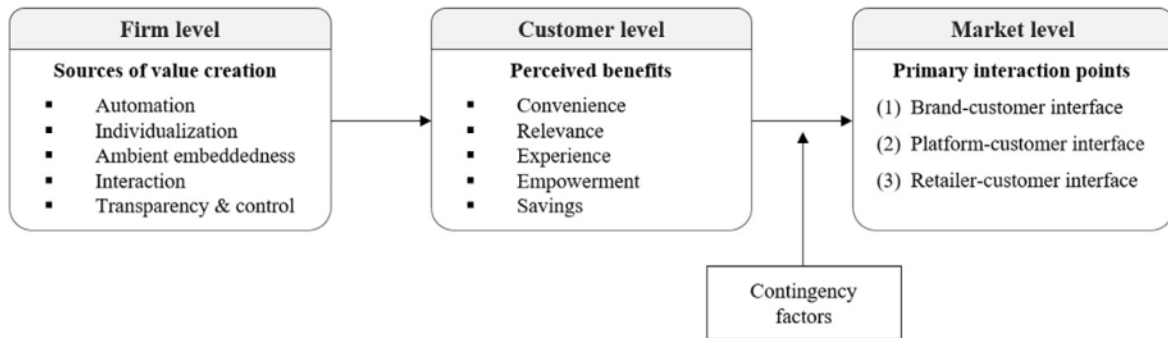 Firm level
Sources of value creation
▪ Automation
▪ Individualization
▪ Ambient embeddedness
▪ Interaction
▪ Transparency & control
Customer level
Perceived benefits
▪ Convenience
▪ Relevance
▪ Experience
▪ Empowerment
▪ Savings
Market level
Primary interaction points
(1) Brand-customer interface
(2) Platform-customer interface
(3) Retailer-customer interface
Contingency
factors